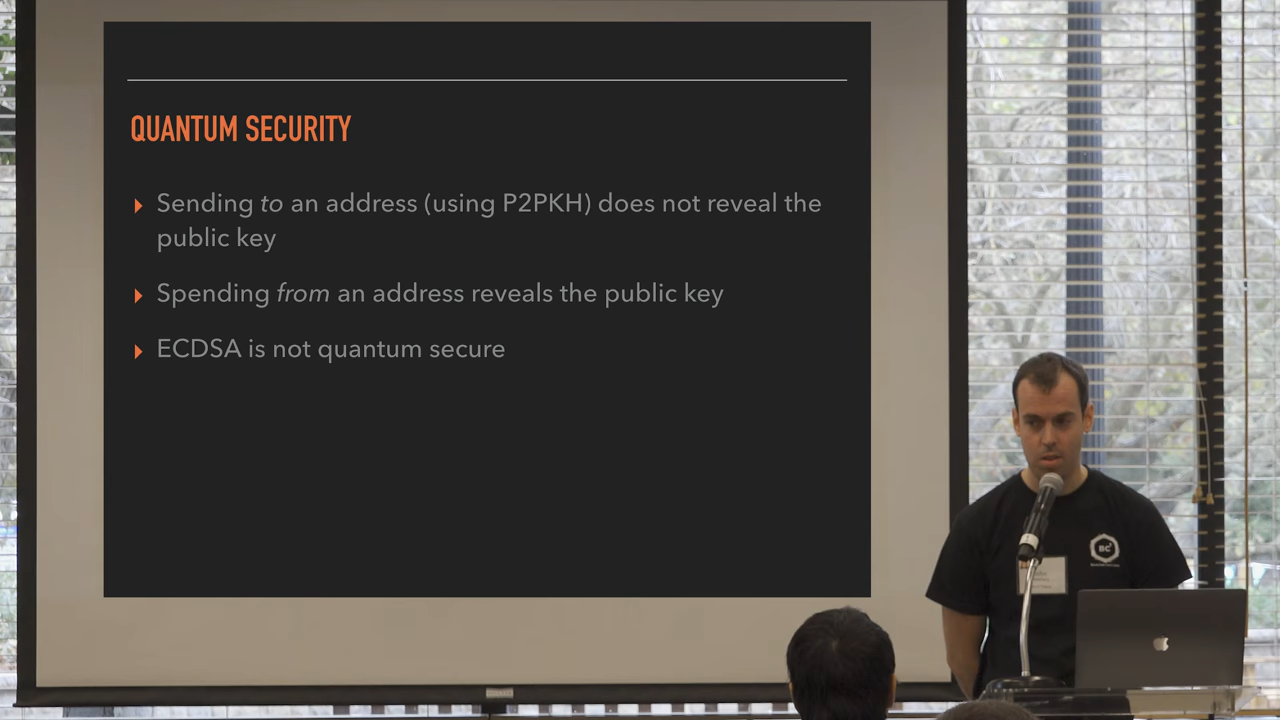 QUANTUM SECURITY
Sending to an address (using P2PKH) does not reveal the
public key
Spending from an address reveals the public key
ECDSA is not quantum secure
BC²